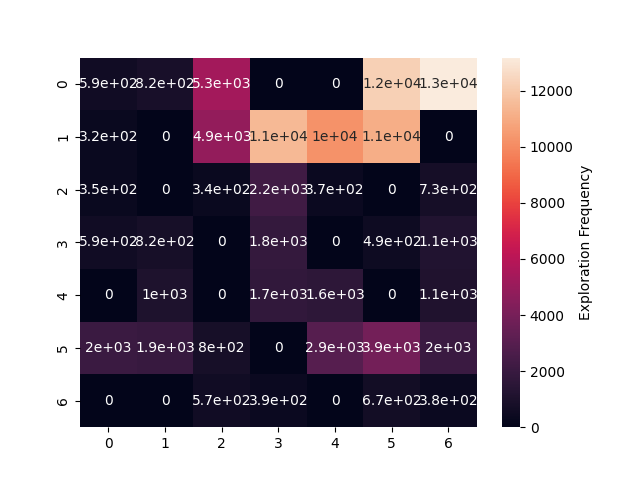 0 5.9e+02 8.2e+02 5.3e+03 0 0 1.2e+04 1.3e+04
1 3.2e+02 0 4.9e+03 1.1e+04 1e+04 1.1e+04 0
2 3.5e+02 0 3.4e+02 2.2e+03 3.7e+02 0 7.3e+02
3 5.9e+02 8.2e+02 0 1.8e+03 0 4.9e+02 1.1e+03
4 0 1e+03 0 1.7e+03 1.6e+03 0 1.1e+03
5 2e+03 1.9e+03 8e+02 0 2.9e+03 3.9e+03 2e+03
6 0 0 5.7e+02 3.9e+02 0 6.7e+02 3.8e+02
0 1 2 3 4 5 6
12000
10000
8000
6000
4000
2000
0
Exploration Frequency